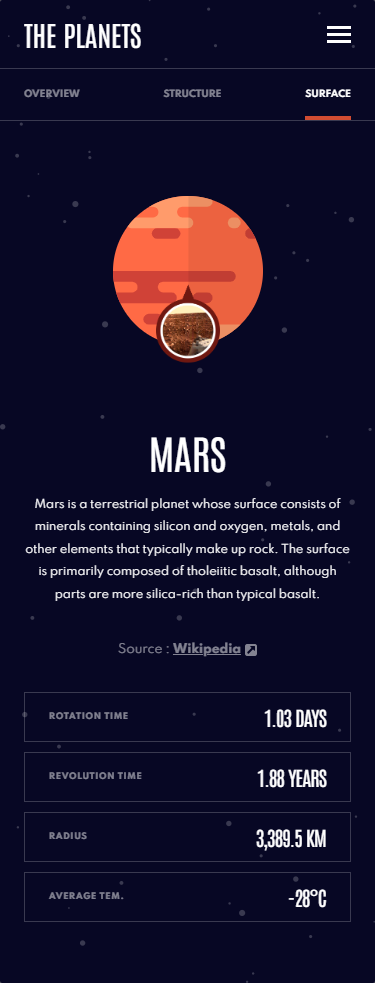 THE PLANETS
OVERVIEW STRUCTURE SURFACE
MARS
Mars is a terrestrial planet whose surface consists of
minerals containing silicon and oxygen, metals, and
other elements that typically make up rock. The surface
is primarily composed of tholeiitic basalt, although
parts are more silica-rich than typical basalt.
Source : Wikipedia
ROTATION TIME 1.03 DAYS
REVOLUTION TIME 1.88 YEARS
RADIUS 3,389.5 KM
AVERAGE TEM. -28°C